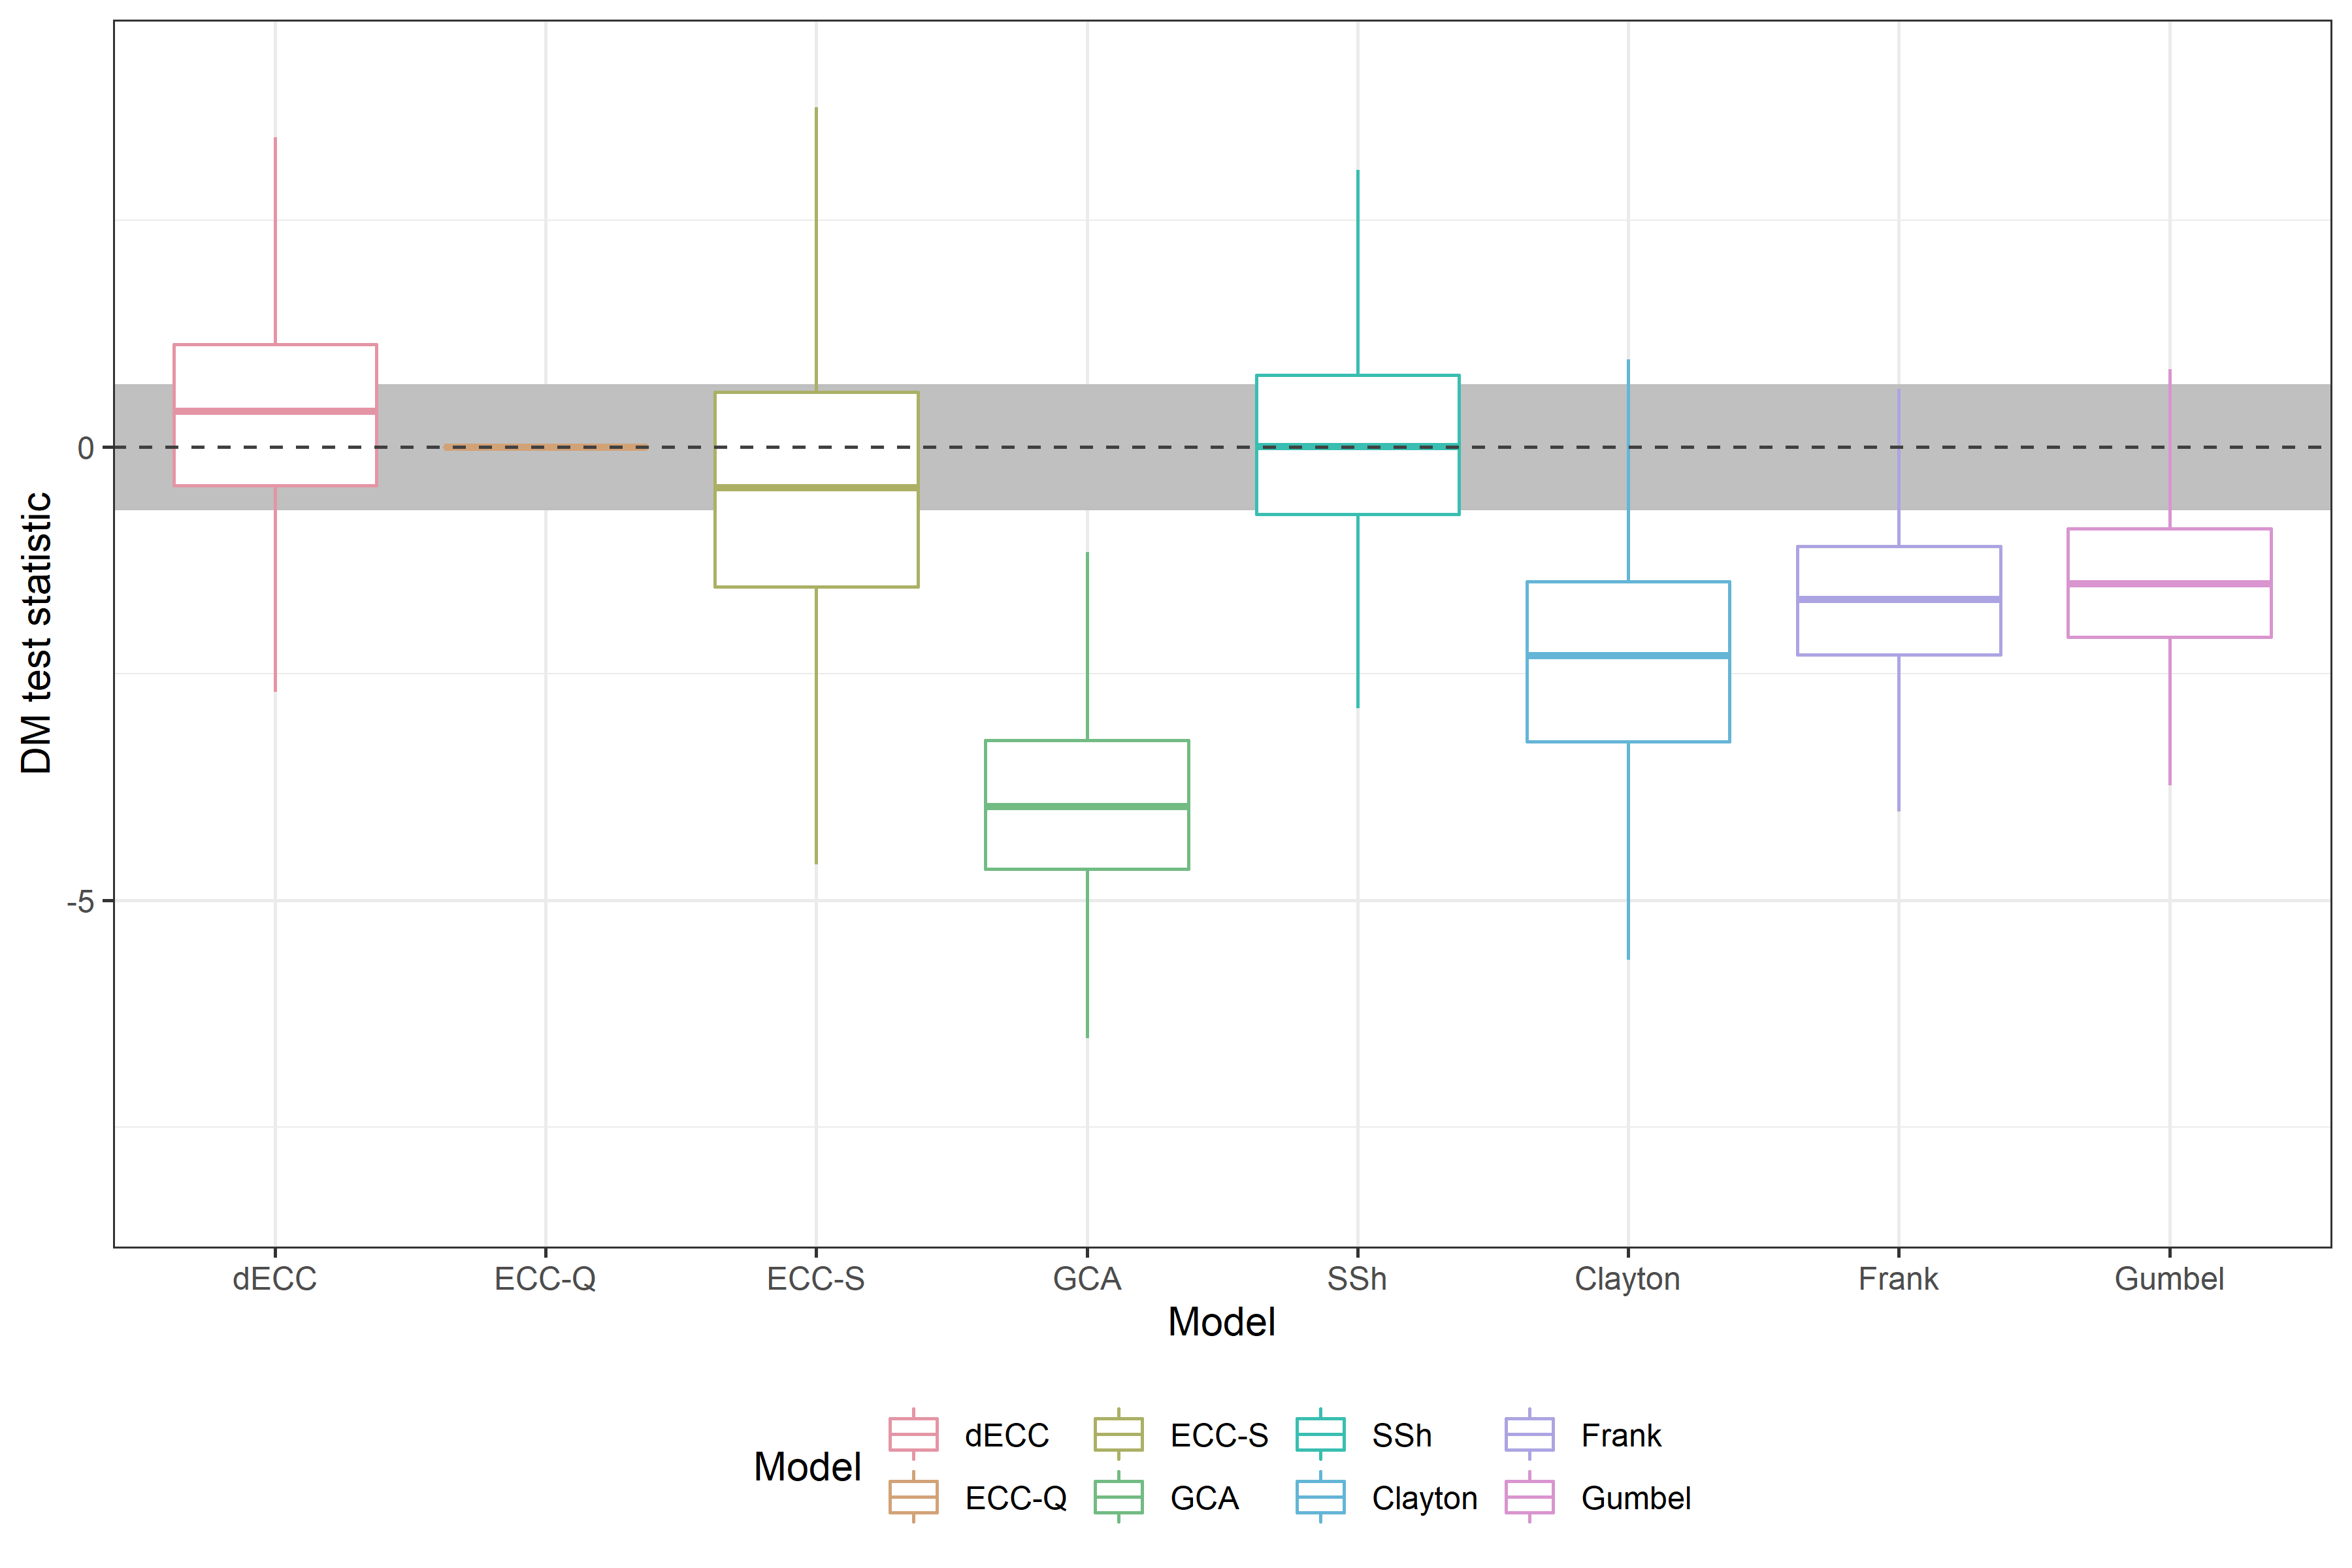 DM test statistic
0
-5
dECC ECC-Q ECC-S GCA SSh Clayton Frank Gumbel
Model
Model dECC ECC-S SSh Frank
ECC-Q GCA Clayton Gumbel